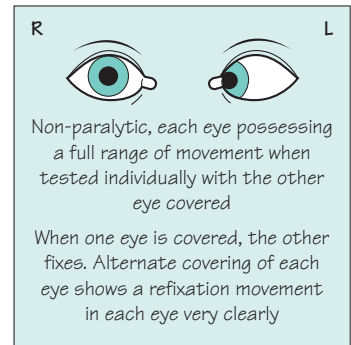 R L
Non-paralytic, each eye possessing
a full range of movement when
tested individually with the other
eye covered
When one eye is covered, the other
fixes. Alternate covering of each
eye shows a refixation movement
in each eye very clearly